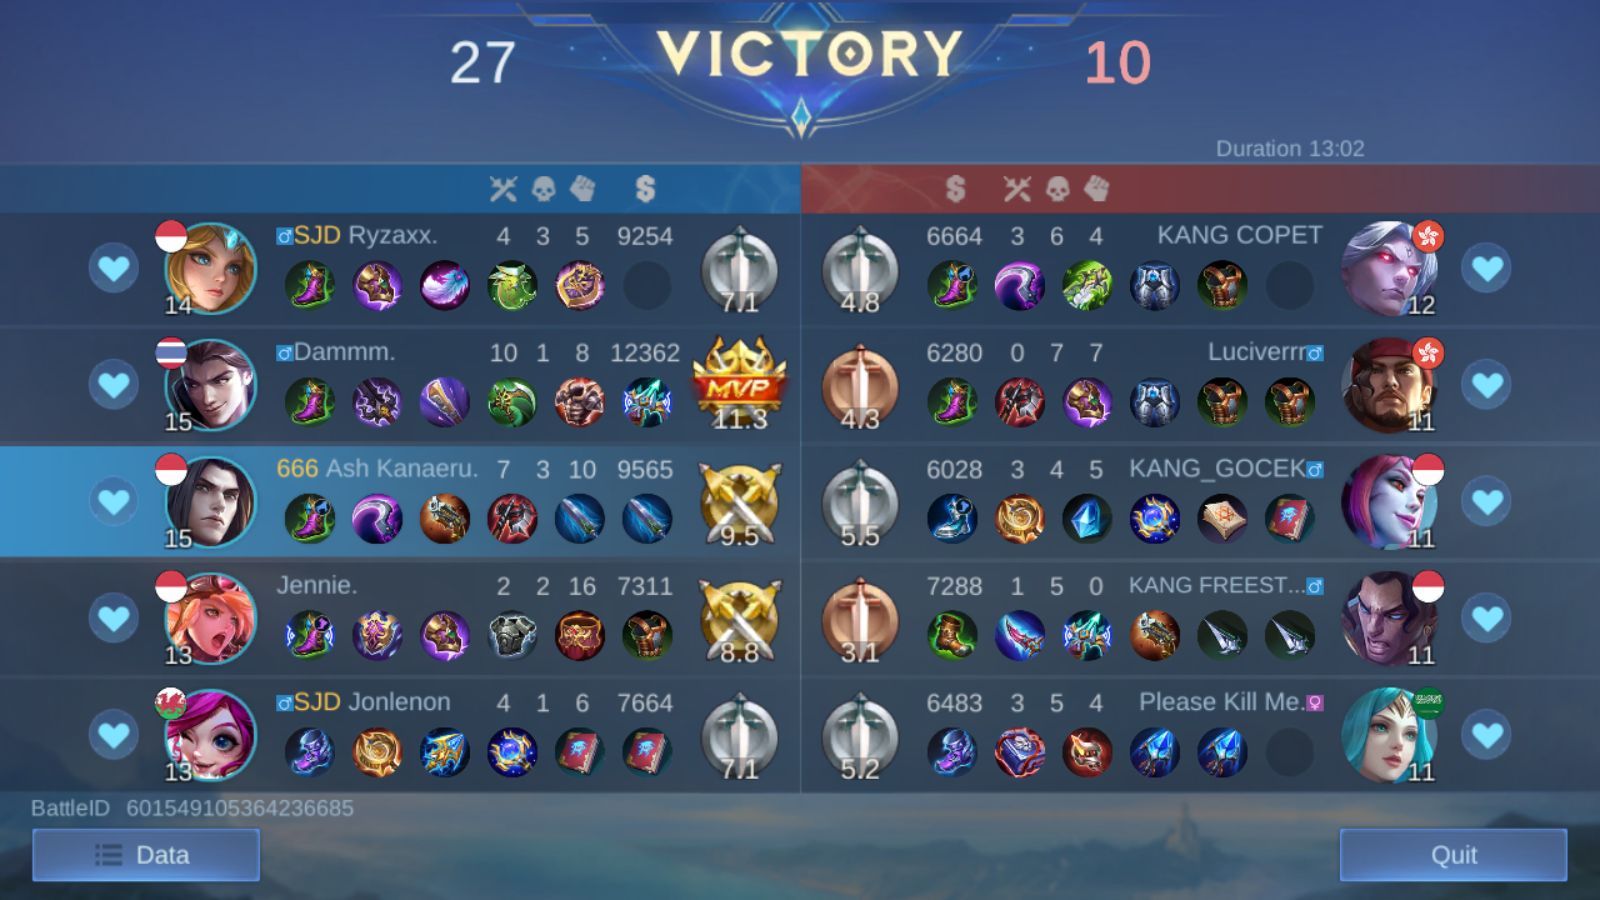 27 VICTORY 10
Duration 13:02
SJD Ryzaxx. 4 3 5 9254
14 7.1
6664 3 6 4 KANG COPET
4.8 12
Dammm. 10 1 8 12362
15 MVP 11.3
6280 0 7 7 Luciverrr
4.3 11
666 Ash Kanaeru. 7 3 10 9565
15 9.5
6028 3 4 5 KANG_GOCEK
5.5 11
Jennie. 2 2 16 7311
13 8.8
7288 1 5 0 KANG FREEST...
3.1 11
SJD Jonlenon 4 1 6 7664
13 7.1
6483 3 5 4 Please Kill Me.
5.2 11
BattleID 601549105364236685
Data
Quit